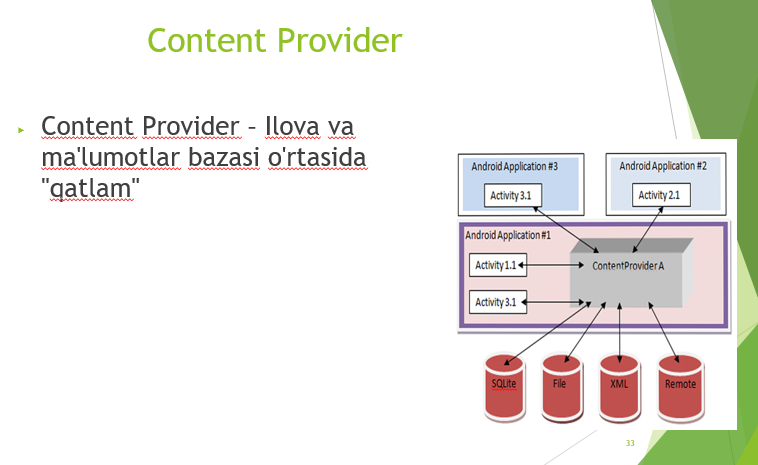 Content Provider
Content Provider – Ilova va
ma'lumotlar bazasi o'rtasida
"qatlam"
Android Application #3
Activity 3.1
Android Application #2
Activity 2.1
Android Application #1
Activity 1.1
ContentProvider A
Activity 3.1
SQLite
File
XML
Remote
33